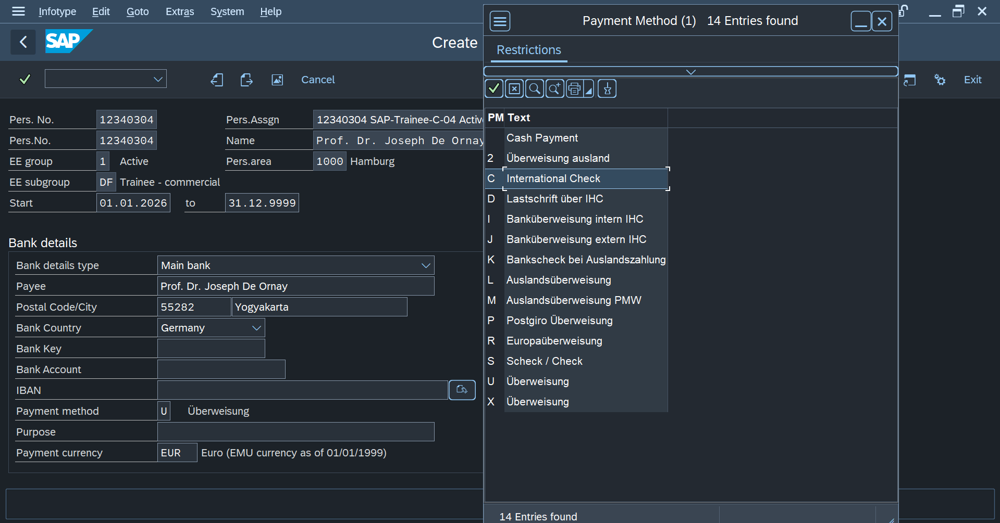 Infotype Edit Goto Extras System Help
SAP
Create
Cancel
Exit
Pers. No. 12340304 Pers.Assgn 12340304 SAP-Trainee-C-04
Pers.No. 12340304 Name Prof. Dr. Joseph De Ornay
EE group 1 Active Pers.area 1000 Hamburg
EE subgroup DF Trainee - commercial
Start 01.01.2026 to 31.12.9999
Bank details
Bank details type Main bank
Payee Prof. Dr. Joseph De Ornay
Postal Code/City 55282 Yogyakarta
Bank Country Germany
Bank Key
Bank Account
IBAN
Payment method U Überweisung
Purpose
Payment currency EUR Euro (EMU currency as of 01/01/1999)
Payment Method (1) 14 Entries found
Restrictions
PM Text
Cash Payment
2 Überweisung ausland
C International Check
D Lastschrift über IHC
I Banküberweisung intern IHC
J Banküberweisung extern IHC
K Bankscheck bei Auslandszahlung
L Auslandsüberweisung
M Auslandsüberweisung PMW
P Postgiro Überweisung
R Europaüberweisung
S Scheck / Check
U Überweisung
X Überweisung
14 Entries found